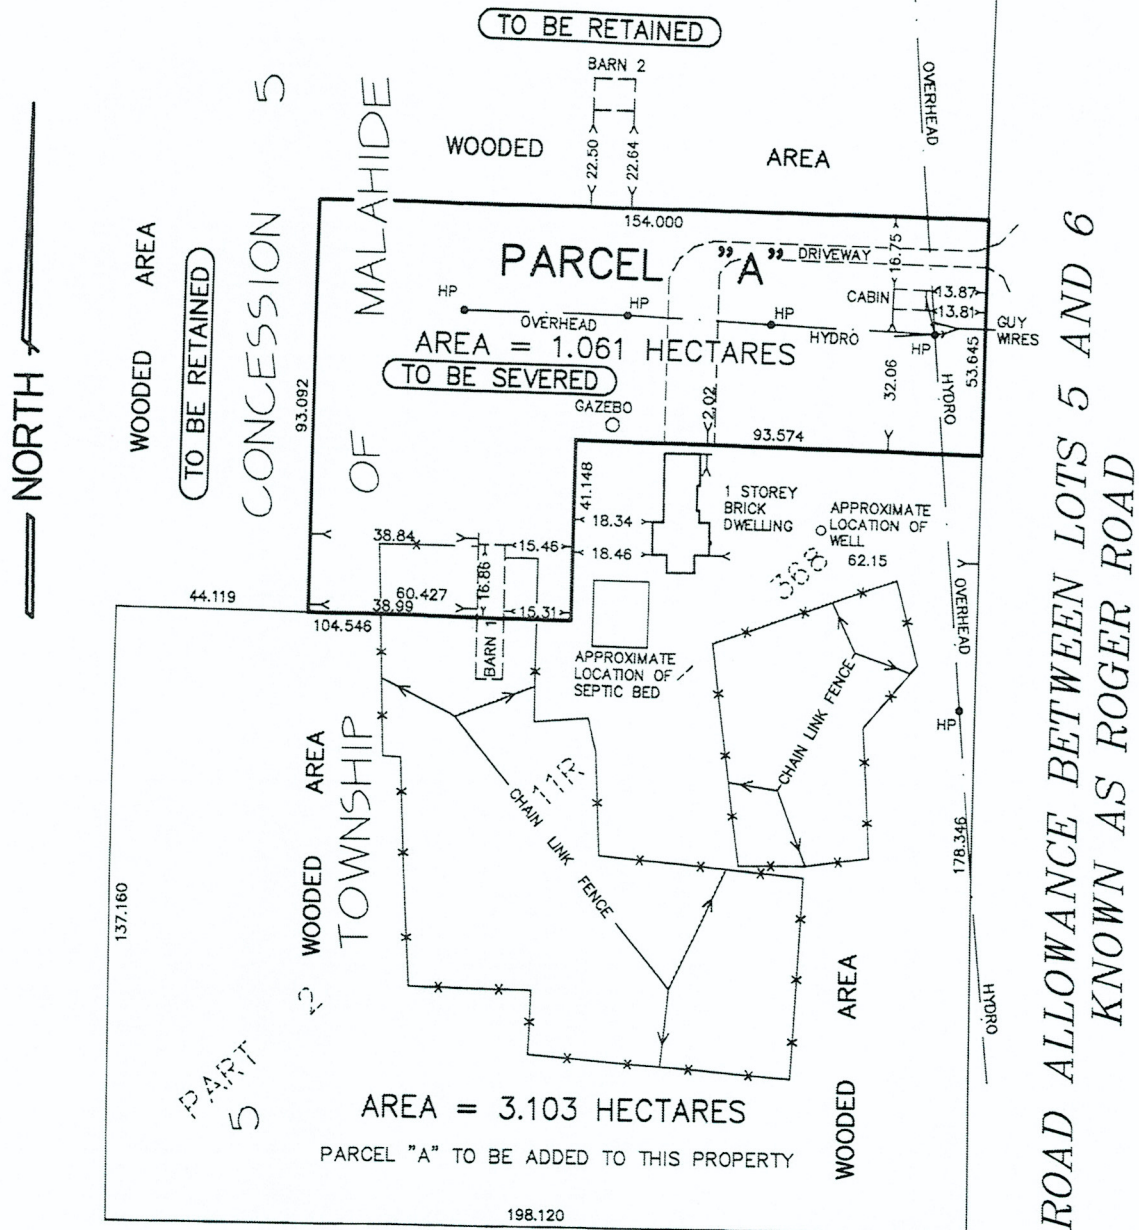 TO BE RETAINED
BARN 2
WOODED AREA
22.50
22.64
OVERHEAD
NORTH
WOODED AREA
TO BE RETAINED
CONCESSION 5
TOWNSHIP OF MALAHIDE
154.000
PARCEL "A"
DRIVEWAY
16.75
CABIN
13.87
13.81
GUY
WIRES
HP
HP
HP
HP
OVERHEAD HYDRO
AREA = 1.061 HECTARES
TO BE SEVERED
GAZEBO
93.092
2.02
32.06
53.645
HYDRO
93.574
41.148
1 STOREY
BRICK
DWELLING
18.34
18.46
APPROXIMATE
LOCATION OF
WELL
62.15
38.84
15.46
16.86
60.427
38.99
15.31
44.119
104.546
BARN 1
APPROXIMATE
LOCATION OF
SEPTIC BED
11R 368
OVERHEAD
HP
CHAIN LINK FENCE
CHAIN LINK FENCE
WOODED AREA
137.160
178.346
HYDRO
WOODED AREA
PART 2
5
AREA = 3.103 HECTARES
PARCEL "A" TO BE ADDED TO THIS PROPERTY
198.120
ROAD ALLOWANCE BETWEEN LOTS 5 AND 6
KNOWN AS ROGER ROAD